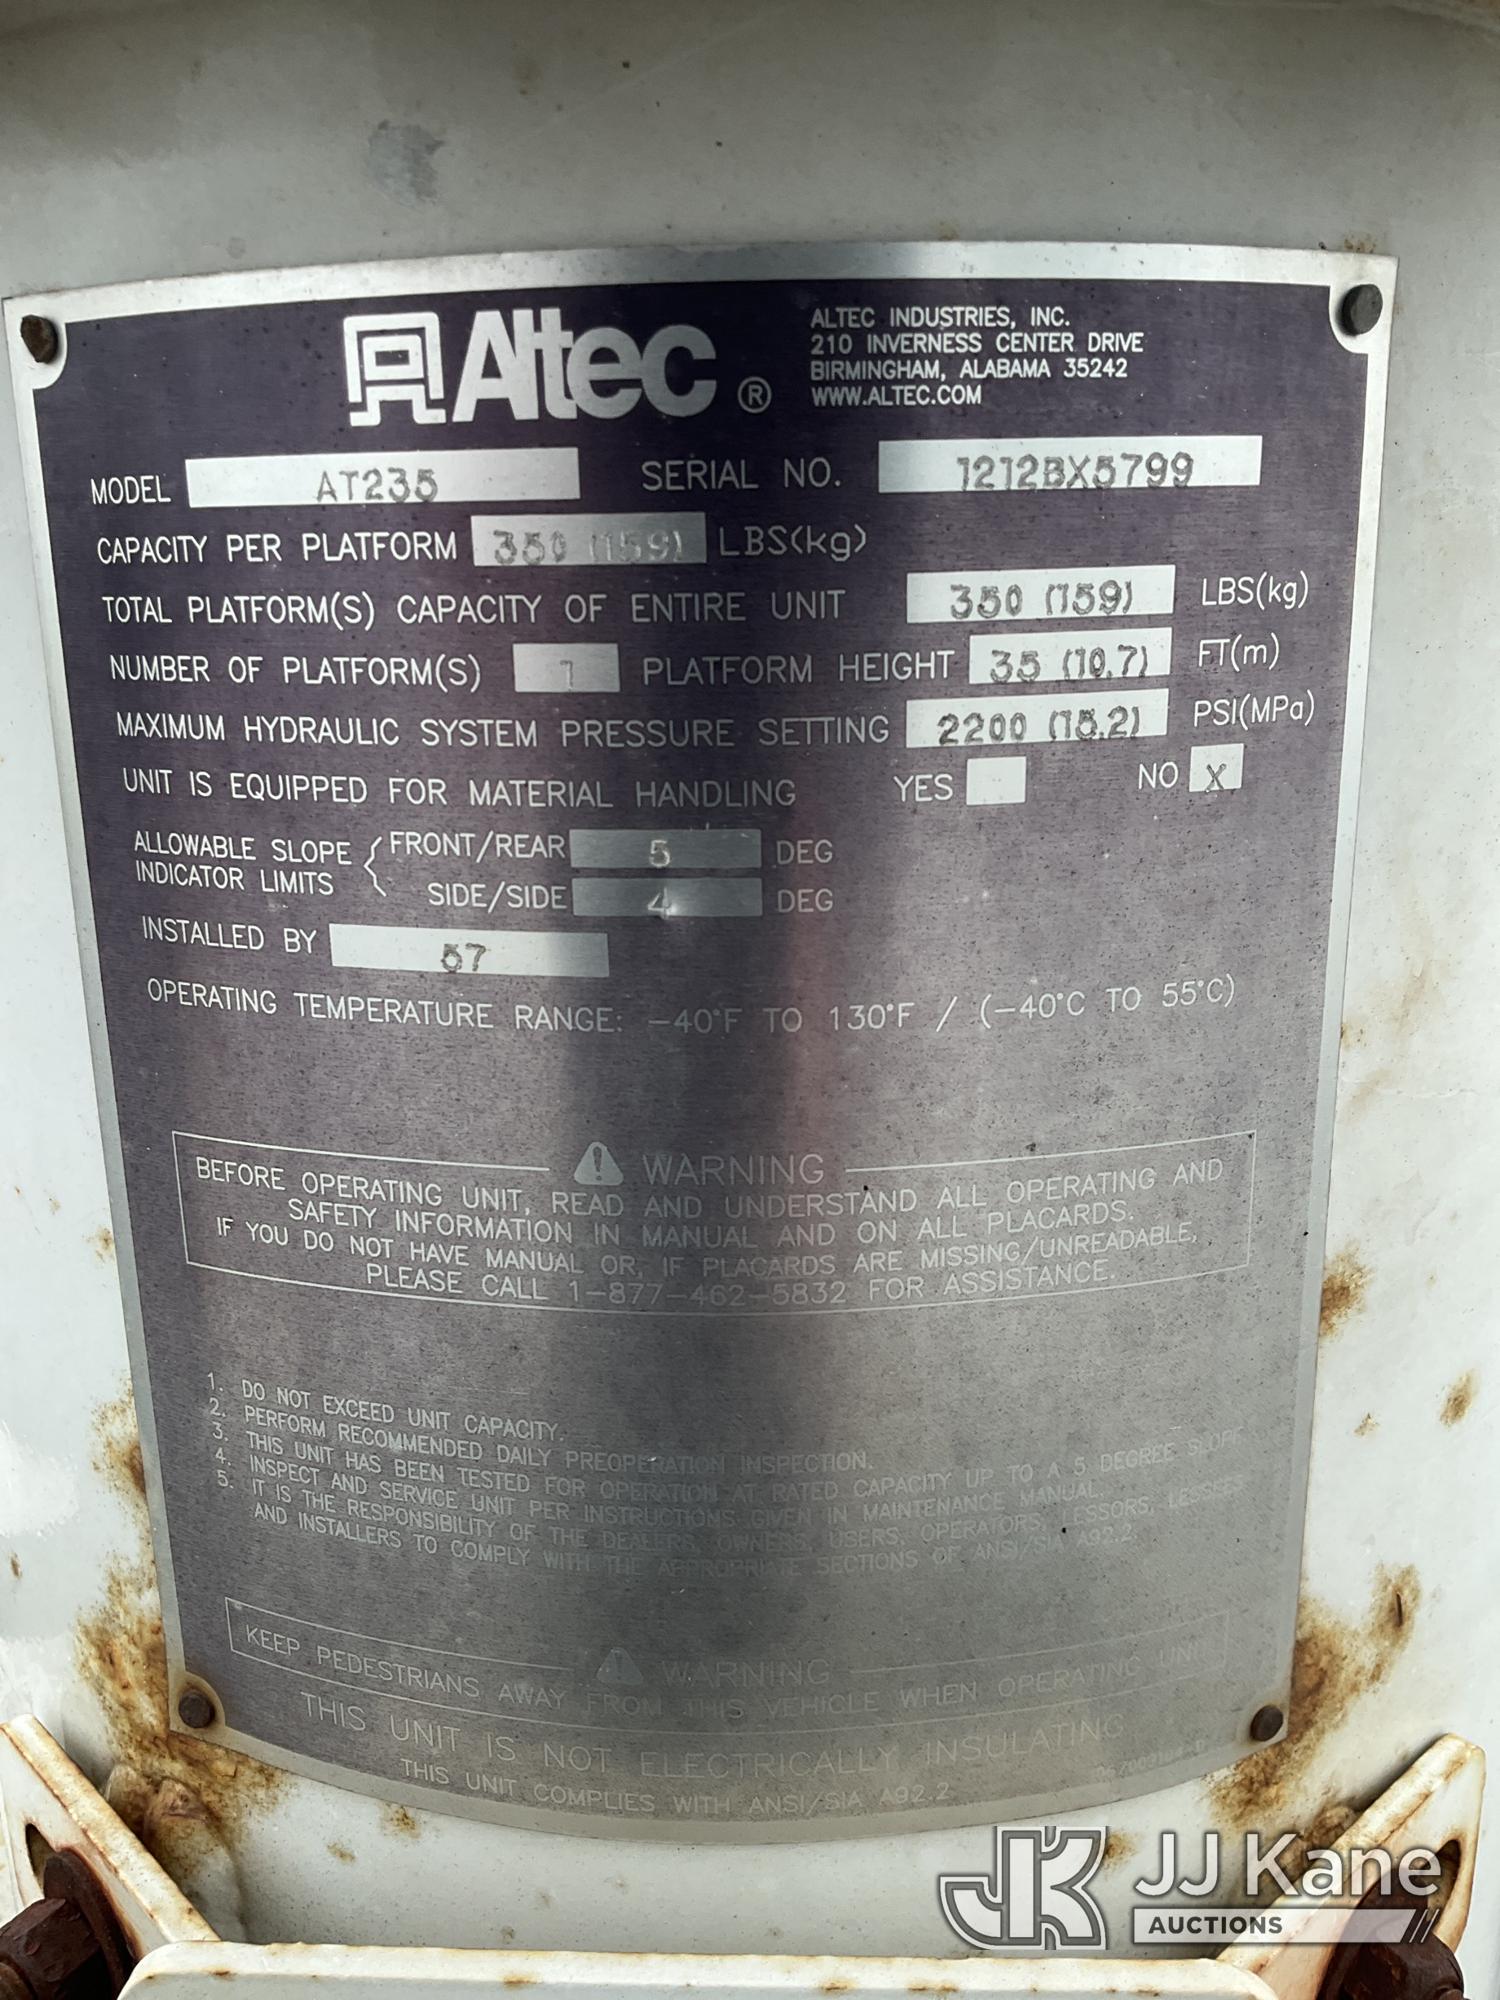 Altec ®
ALTEC INDUSTRIES, INC.
210 INVERNESS CENTER DRIVE
BIRMINGHAM, ALABAMA 35242
WWW.ALTEC.COM
MODEL AT235 SERIAL NO. 1212BX5799
CAPACITY PER PLATFORM 350 (159) LBS(kg)
TOTAL PLATFORM(S) CAPACITY OF ENTIRE UNIT 350 (159) LBS(kg)
NUMBER OF PLATFORM(S) 1 PLATFORM HEIGHT 35 (10.7) FT(m)
MAXIMUM HYDRAULIC SYSTEM PRESSURE SETTING 2200 (15.2) PSI(MPa)
UNIT IS EQUIPPED FOR MATERIAL HANDLING YES NO X
ALLOWABLE SLOPE INDICATOR LIMITS { FRONT/REAR 5 DEG
SIDE/SIDE 4 DEG
INSTALLED BY 57
OPERATING TEMPERATURE RANGE: -40°F TO 130°F / (-40°C TO 55°C)
WARNING
BEFORE OPERATING UNIT, READ AND UNDERSTAND ALL OPERATING AND
SAFETY INFORMATION IN MANUAL AND ON ALL PLACARDS.
IF YOU DO NOT HAVE MANUAL OR, IF PLACARDS ARE MISSING/UNREADABLE,
PLEASE CALL 1-877-462-5832 FOR ASSISTANCE.
1. DO NOT EXCEED UNIT CAPACITY.
2. PERFORM RECOMMENDED DAILY PREOPERATION INSPECTION.
3. THIS UNIT HAS BEEN TESTED FOR OPERATION AT RATED CAPACITY UP TO A 5 DEGREE SLOPE
4. INSPECT AND SERVICE UNIT PER INSTRUCTIONS GIVEN IN MAINTENANCE MANUAL.
5. IT IS THE RESPONSIBILITY OF THE DEALERS, OWNERS, USERS, OPERATORS, LESSORS, LESSEES
AND INSTALLERS TO COMPLY WITH THE APPROPRIATE SECTIONS OF ANSI/SIA A92.2.
WARNING
KEEP PEDESTRIANS AWAY FROM THIS VEHICLE WHEN OPERATING UNIT
THIS UNIT IS NOT ELECTRICALLY INSULATING
THIS UNIT COMPLIES WITH ANSI/SIA A92.2
JK JJ Kane
AUCTIONS